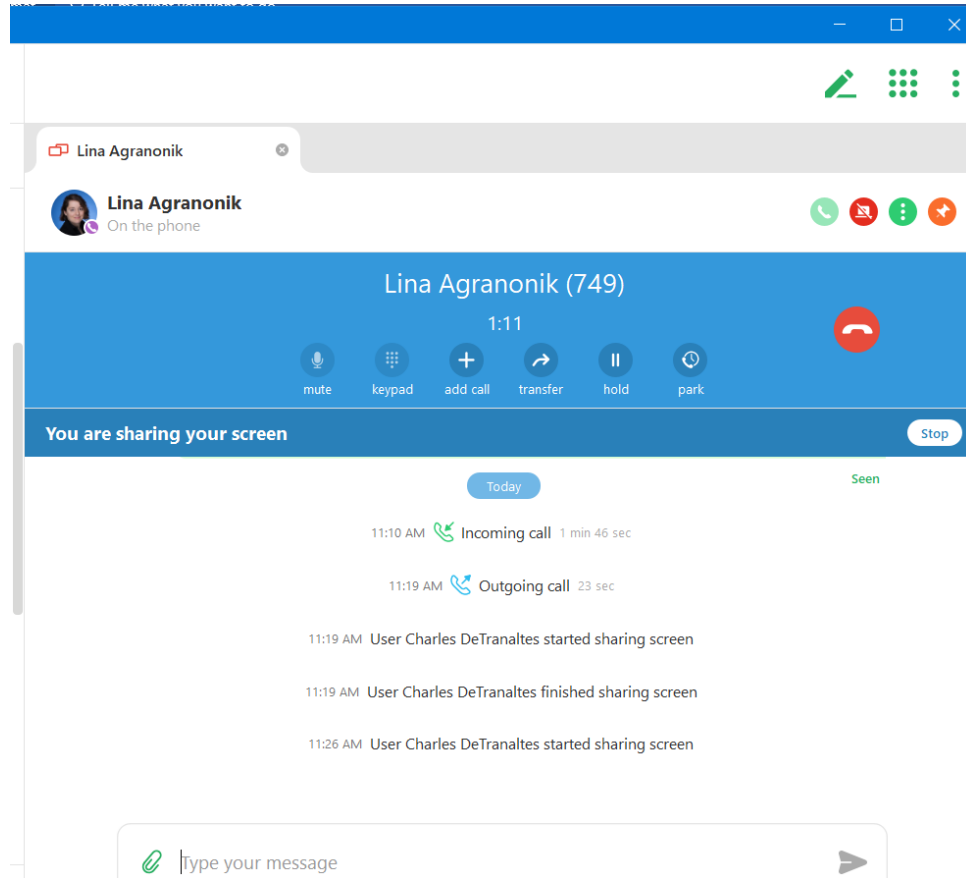 Lina Agranonik
Lina Agranonik
On the phone
Lina Agranonik (749)
1:11
mute keypad add call transfer hold park
You are sharing your screen Stop
Today Seen
11:10 AM Incoming call 1 min 46 sec
11:19 AM Outgoing call 23 sec
11:19 AM User Charles DeTranaltes started sharing screen
11:19 AM User Charles DeTranaltes finished sharing screen
11:26 AM User Charles DeTranaltes started sharing screen
Type your message